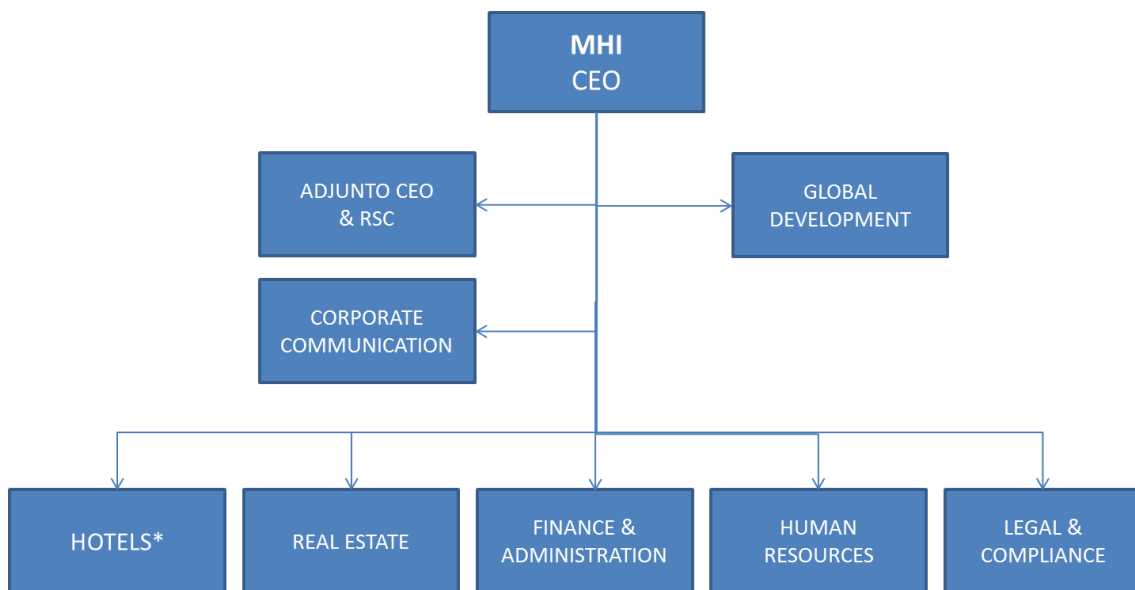 MHI
CEO
ADJUNTO CEO
& RSC
GLOBAL
DEVELOPMENT
CORPORATE
COMMUNICATION
HOTELS*
REAL ESTATE
FINANCE &
ADMINISTRATION
HUMAN
RESOURCES
LEGAL &
COMPLIANCE